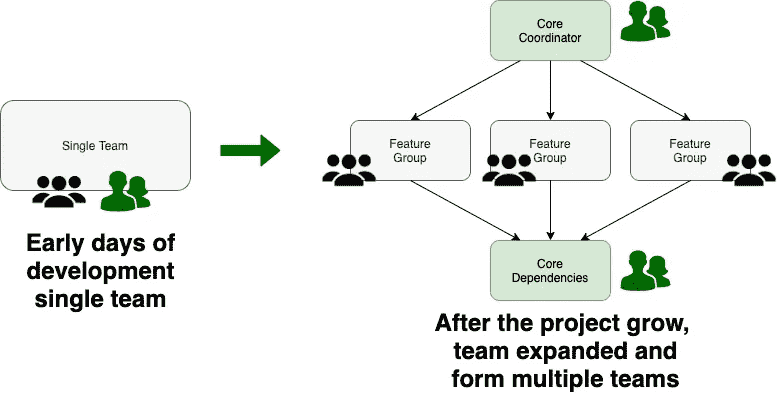 Single Team
Early days of
development
single team
Core
Coordinator
Feature
Group
Feature
Group
Feature
Group
Core
Dependencies
After the project grow,
team expanded and
form multiple teams